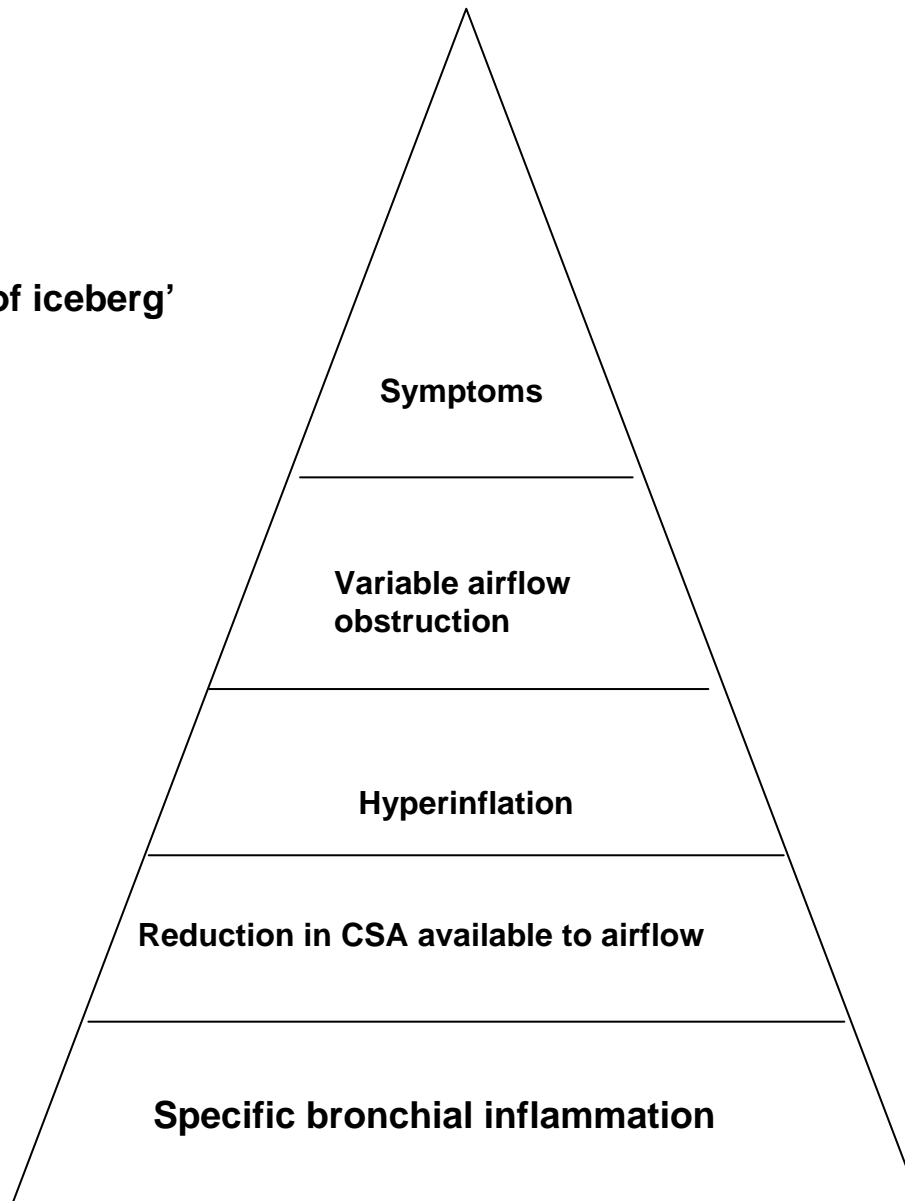 of iceberg’
Symptoms
Variable airflow
obstruction
Hyperinflation
Reduction in CSA available to airflow
Specific bronchial inflammation